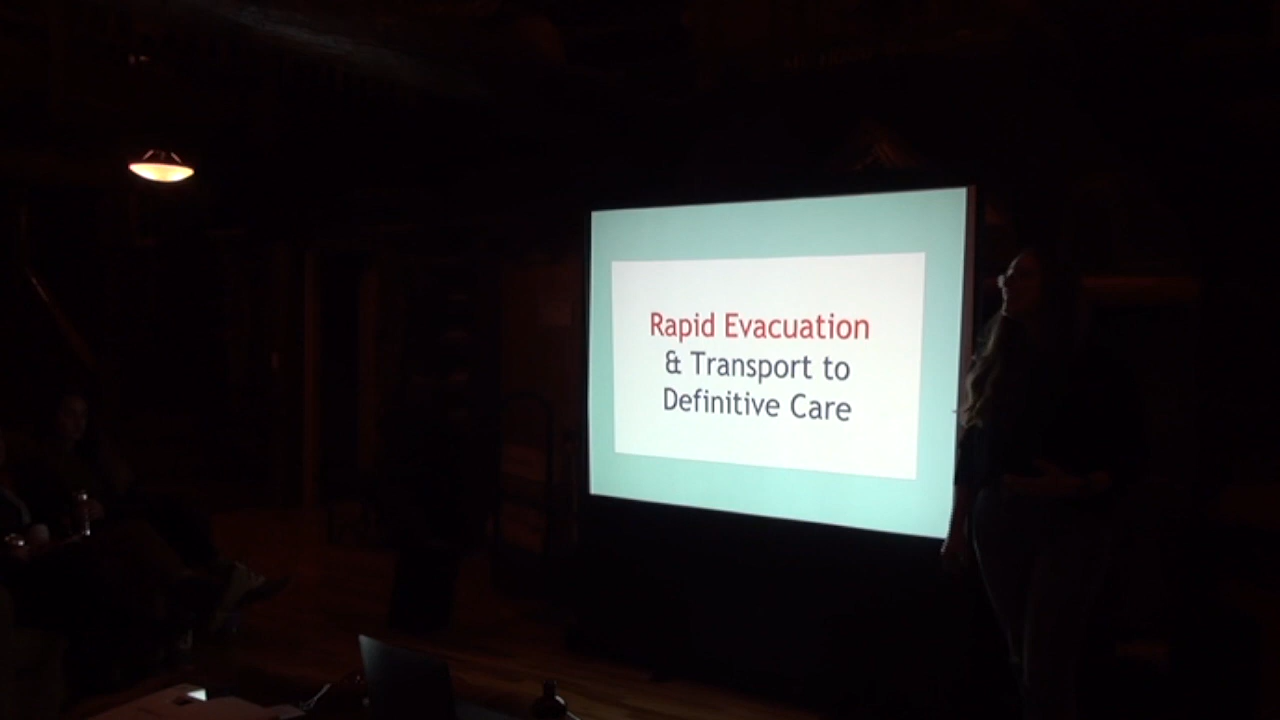 Rapid Evacuation
& Transport to
Definitive Care